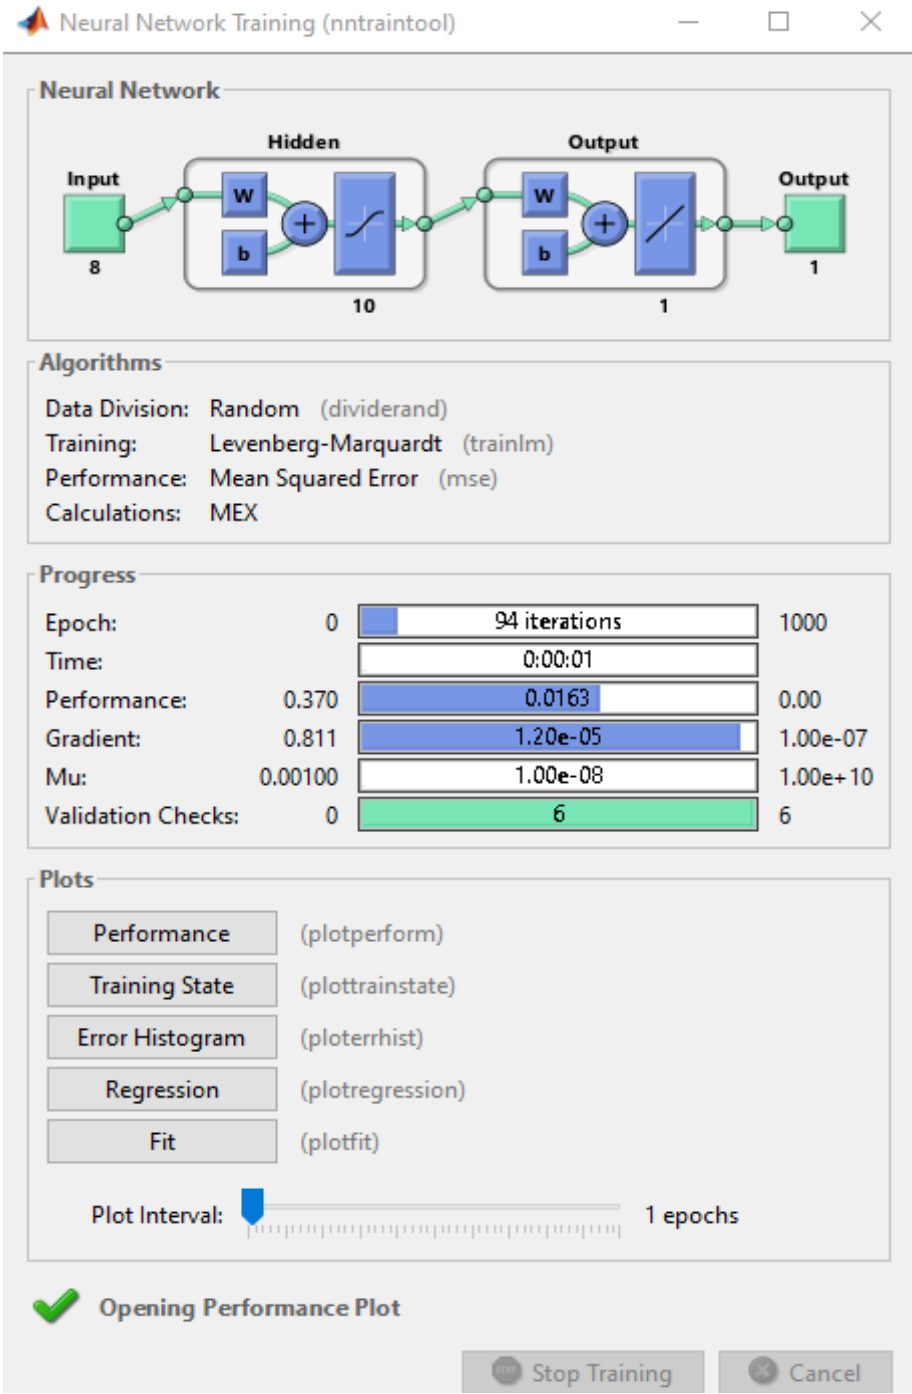 Neural Network Training (nntraintool)
Neural Network
Hidden Output
Input Output
W W
b b
8 1
10 1
Algorithms
Data Division: Random (dividerand)
Training: Levenberg-Marquardt (trainlm)
Performance: Mean Squared Error (mse)
Calculations: MEX
Progress
Epoch: 0 94 iterations 1000
Time: 0:00:01
Performance: 0.370 0.0163 0.00
Gradient: 0.811 1.20e-05 1.00e-07
Mu: 0.00100 1.00e-08 1.00e+10
Validation Checks: 0 6 6
Plots
Performance (plotperform)
Training State (plottrainstate)
Error Histogram (ploterrhist)
Regression (plotregression)
Fit (plotfit)
Plot Interval: 1 epochs
Opening Performance Plot
Stop Training Cancel